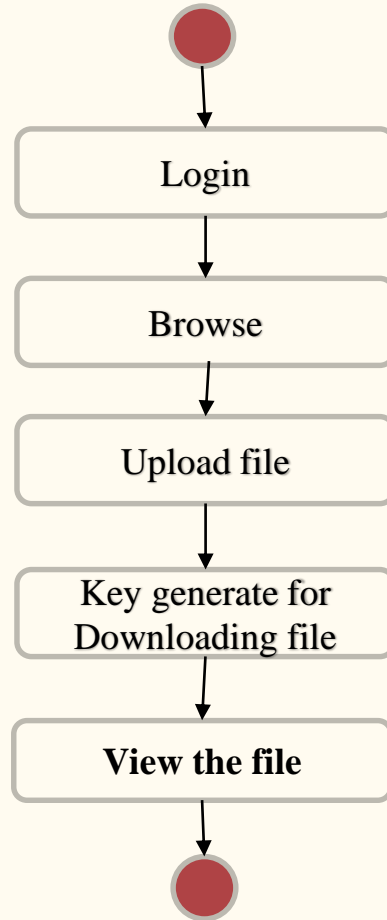 Login
Browse
Upload file
Key generate for
Downloading file
View the file